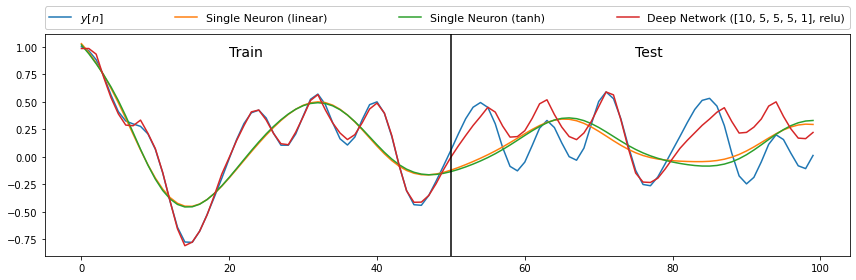 y[n] Single Neuron (linear) Single Neuron (tanh) Deep Network ([10, 5, 5, 5, 1], relu)
Train Test
1.00
0.75
0.50
0.25
0.00
−0.25
−0.50
−0.75
0 20 40 60 80 100